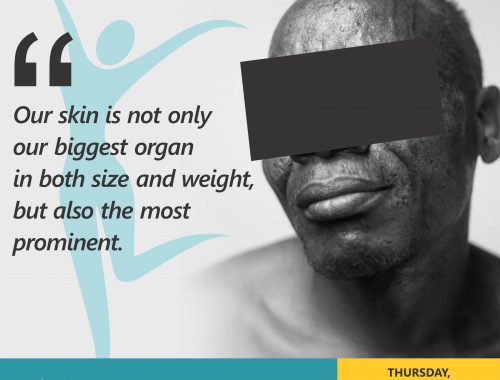 “
Our skin is not only
our biggest organ
in both size and weight,
but also the most
prominent.
THURSDAY,